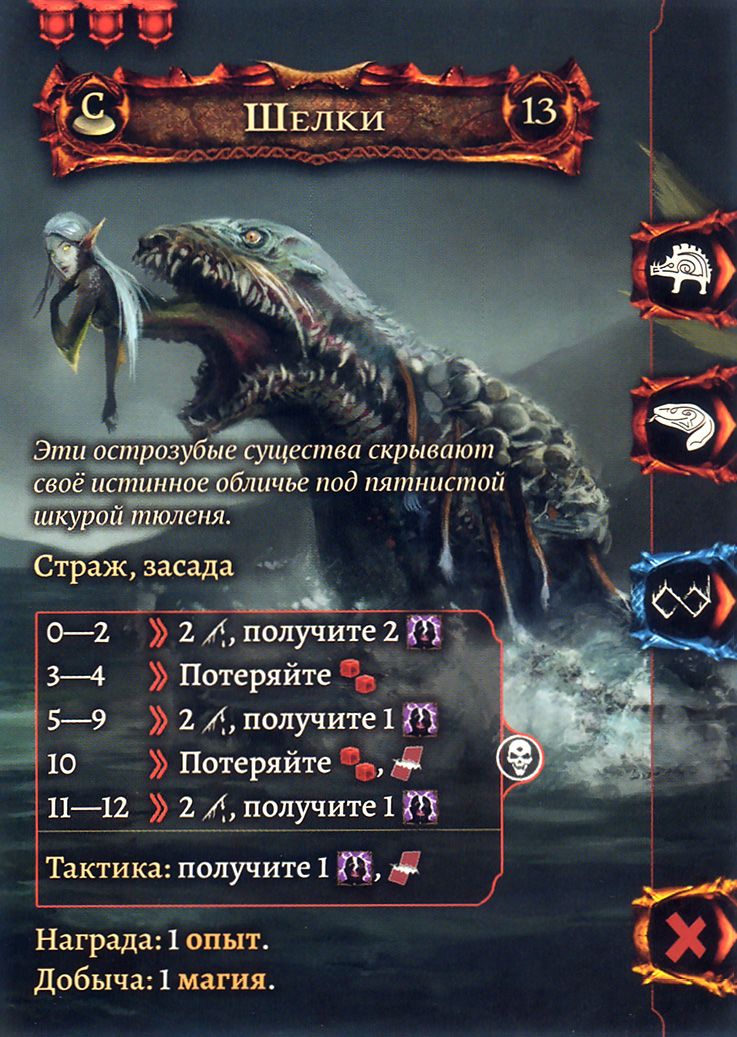 С Шелки 13
Эти острозубые существа скрывают
своё истинное обличье под пятнистой
шкурой тюленя.
Страж, засада
0—2 2 , получите 2
3—4 Потеряйте
5—9 2 , получите 1
10 Потеряйте ,
11—12 2 , получите 1
Тактика: получите 1 ,
Награда: 1 опыт.
Добыча: 1 магия.